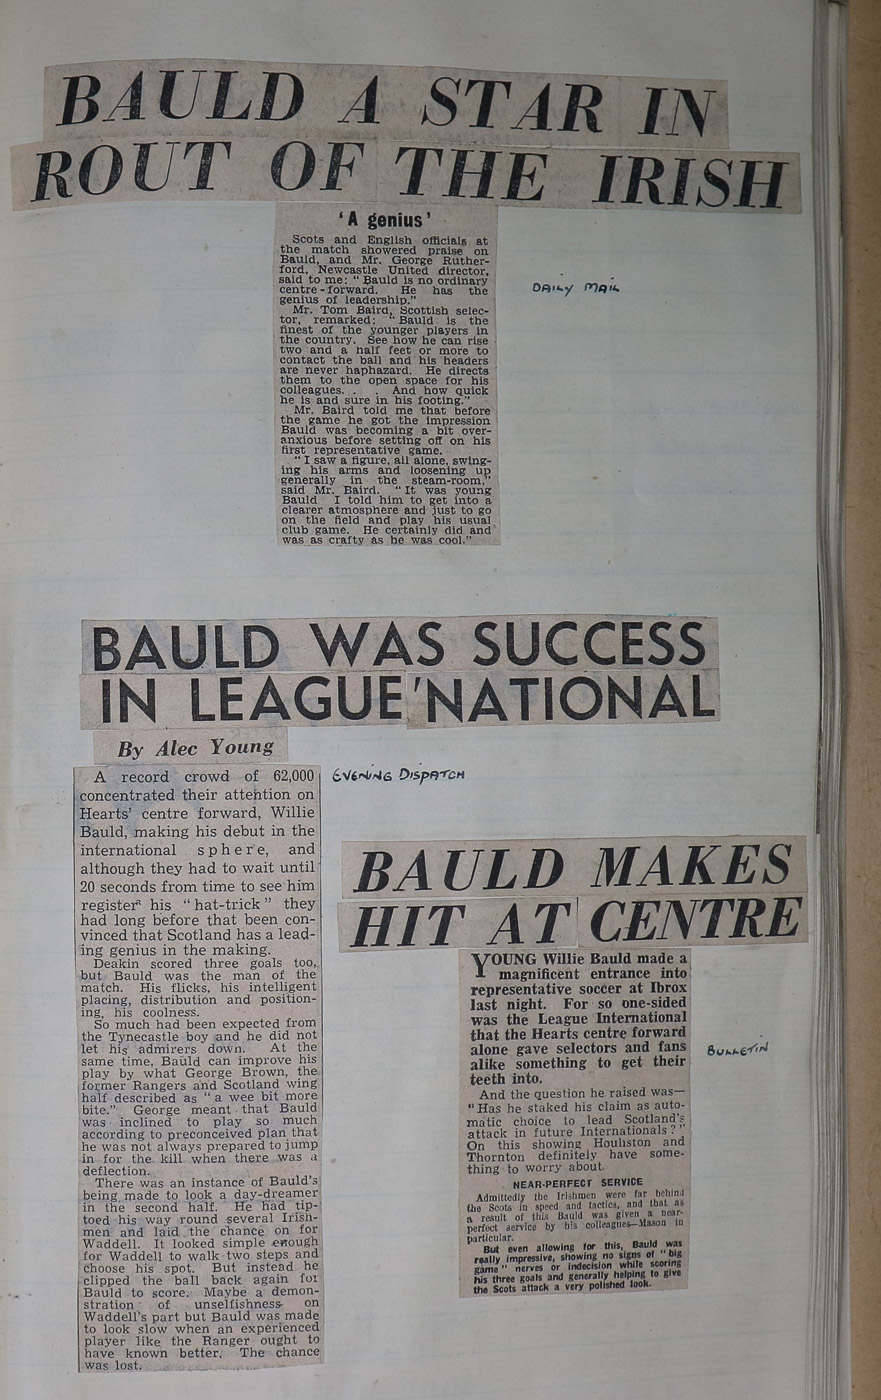 BAULD A STAR IN
ROUT OF THE IRISH
'A genius'
Scots and English officials at
the match showered praise on
Bauld, and Mr. George Ruther-
ford, Newcastle United director,
said to me: "Bauld is no ordinary
centre-forward. He has the
genius of leadership."
Mr. Tom Baird, Scottish selec-
tor, remarked: "Bauld is the
finest of the younger players in
the country. See how he can rise
two and a half feet or more to
contact the ball and his headers
are never haphazard. He directs
them to the open space for his
colleagues. . . And how quick
he is and sure in his footing."
Mr. Baird told me that before
the game he got the impression
Bauld was becoming a bit over-
anxious before setting off on his
first representative game.
"I saw a figure, all alone, swing-
ing his arms and loosening up
generally in the steam-room,"
said Mr. Baird. "It was young
Bauld. I told him to get into a
clearer atmosphere and just to go
on the field and play his usual
club game. He certainly did and
was as crafty as he was cool."
DAILY MAIL
BAULD WAS SUCCESS
IN LEAGUE 'NATIONAL
By Alec Young
EVENING DISPATCH
A record crowd of 62,000
concentrated their attention on
Hearts' centre forward, Willie
Bauld, making his debut in the
international sphere, and
although they had to wait until
20 seconds from time to see him
register his "hat-trick" they
had long before that been con-
vinced that Scotland has a lead-
ing genius in the making.
Deakin scored three goals too,
but Bauld was the man of the
match. His flicks, his intelligent
placing, distribution and position-
ing, his coolness.
So much had been expected from
the Tynecastle boy and he did not
let his admirers down. At the
same time, Bauld can improve his
play by what George Brown, the
former Rangers and Scotland wing
half described as "a wee bit more
bite." George meant that Bauld
was inclined to play so much
according to preconceived plan that
he was not always prepared to jump
in for the kill when there was a
deflection.
There was an instance of Bauld's
being made to look a day-dreamer
in the second half. He had tip-
toed his way round several Irish-
men and laid the chance on for
Waddell. It looked simple enough
for Waddell to walk two steps and
choose his spot. But instead he
clipped the ball back again for
Bauld to score. Maybe a demon-
stration of unselfishness on
Waddell's part but Bauld was made
to look slow when an experienced
player like the Ranger ought to
have known better. The chance
was lost.
BAULD MAKES
HIT AT CENTRE
YOUNG Willie Bauld made a
magnificent entrance into
representative soccer at Ibrox
last night. For so one-sided
was the League International
that the Hearts centre forward
alone gave selectors and fans
alike something to get their
teeth into.
And the question he raised was—
"Has he staked his claim as auto-
matic choice to lead Scotland's
attack in future Internationals?"
On this showing Houliston and
Thornton definitely have some-
thing to worry about.
NEAR-PERFECT SERVICE
Admittedly the Irishmen were far behind
the Scots in speed and tactics, and that as
a result of this Bauld was given a near-
perfect service by his colleagues—Mason in
particular.
But even allowing for this, Bauld was
really impressive, showing no signs of "big
game" nerves or indecision while scoring
his three goals and generally helping to give
the Scots attack a very polished look.
BULLETIN